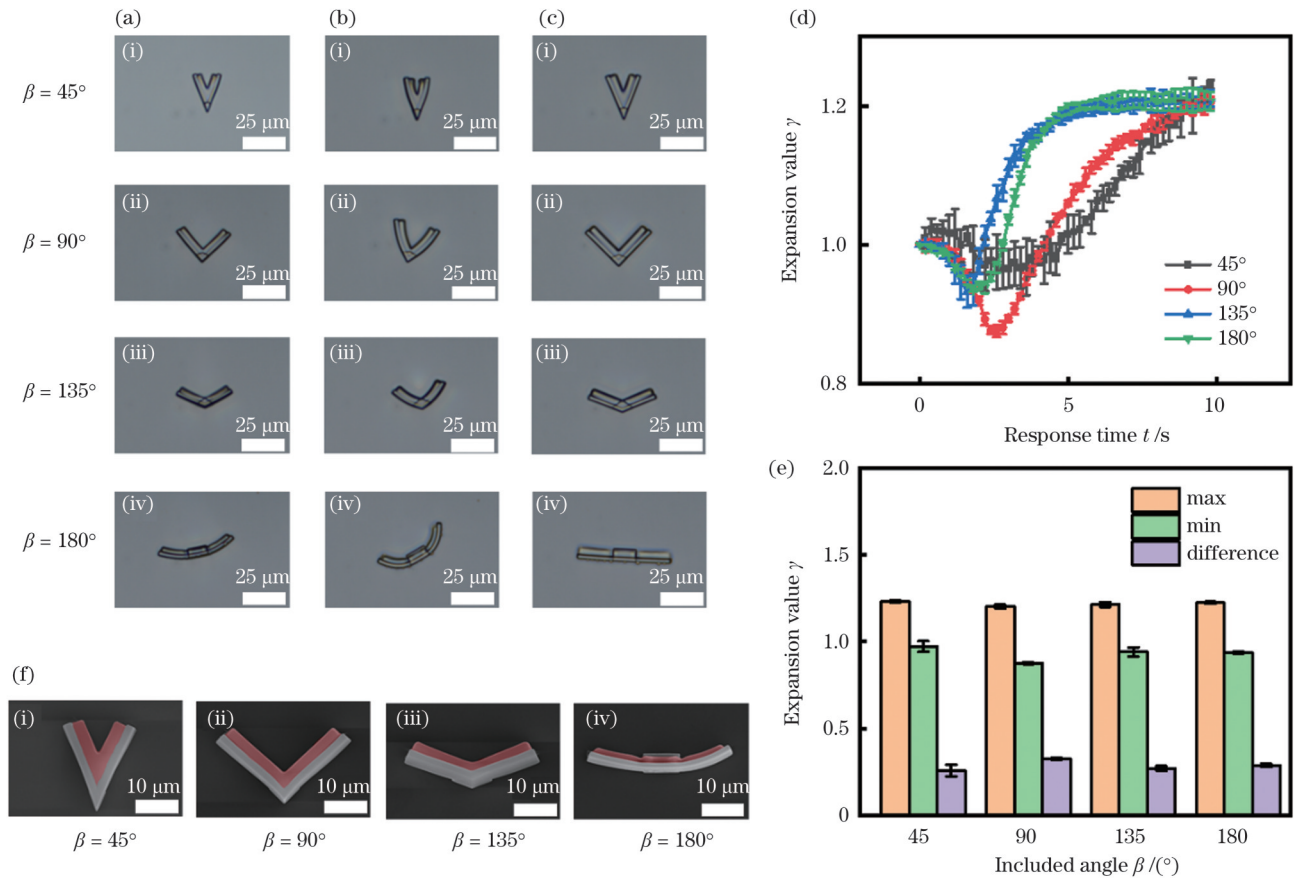 (a)
(b)
(c)
β = 45°
(i)
25 μm
(i)
25 μm
(i)
25 μm
β = 90°
(ii)
25 μm
(ii)
25 μm
(ii)
25 μm
β = 135°
(iii)
25 μm
(iii)
25 μm
(iii)
25 μm
β = 180°
(iv)
25 μm
(iv)
25 μm
(iv)
25 μm
(d)
Expansion value γ
1.2
1.0
0.8
45°
90°
135°
180°
0 5 10
Response time t /s
(e)
Expansion value γ
2.0
1.5
1.0
0.5
0
max
min
difference
45 90 135 180
Included angle β /(°)
(f)
(i)
10 μm
β = 45°
(ii)
10 μm
β = 90°
(iii)
10 μm
β = 135°
(iv)
10 μm
β = 180°